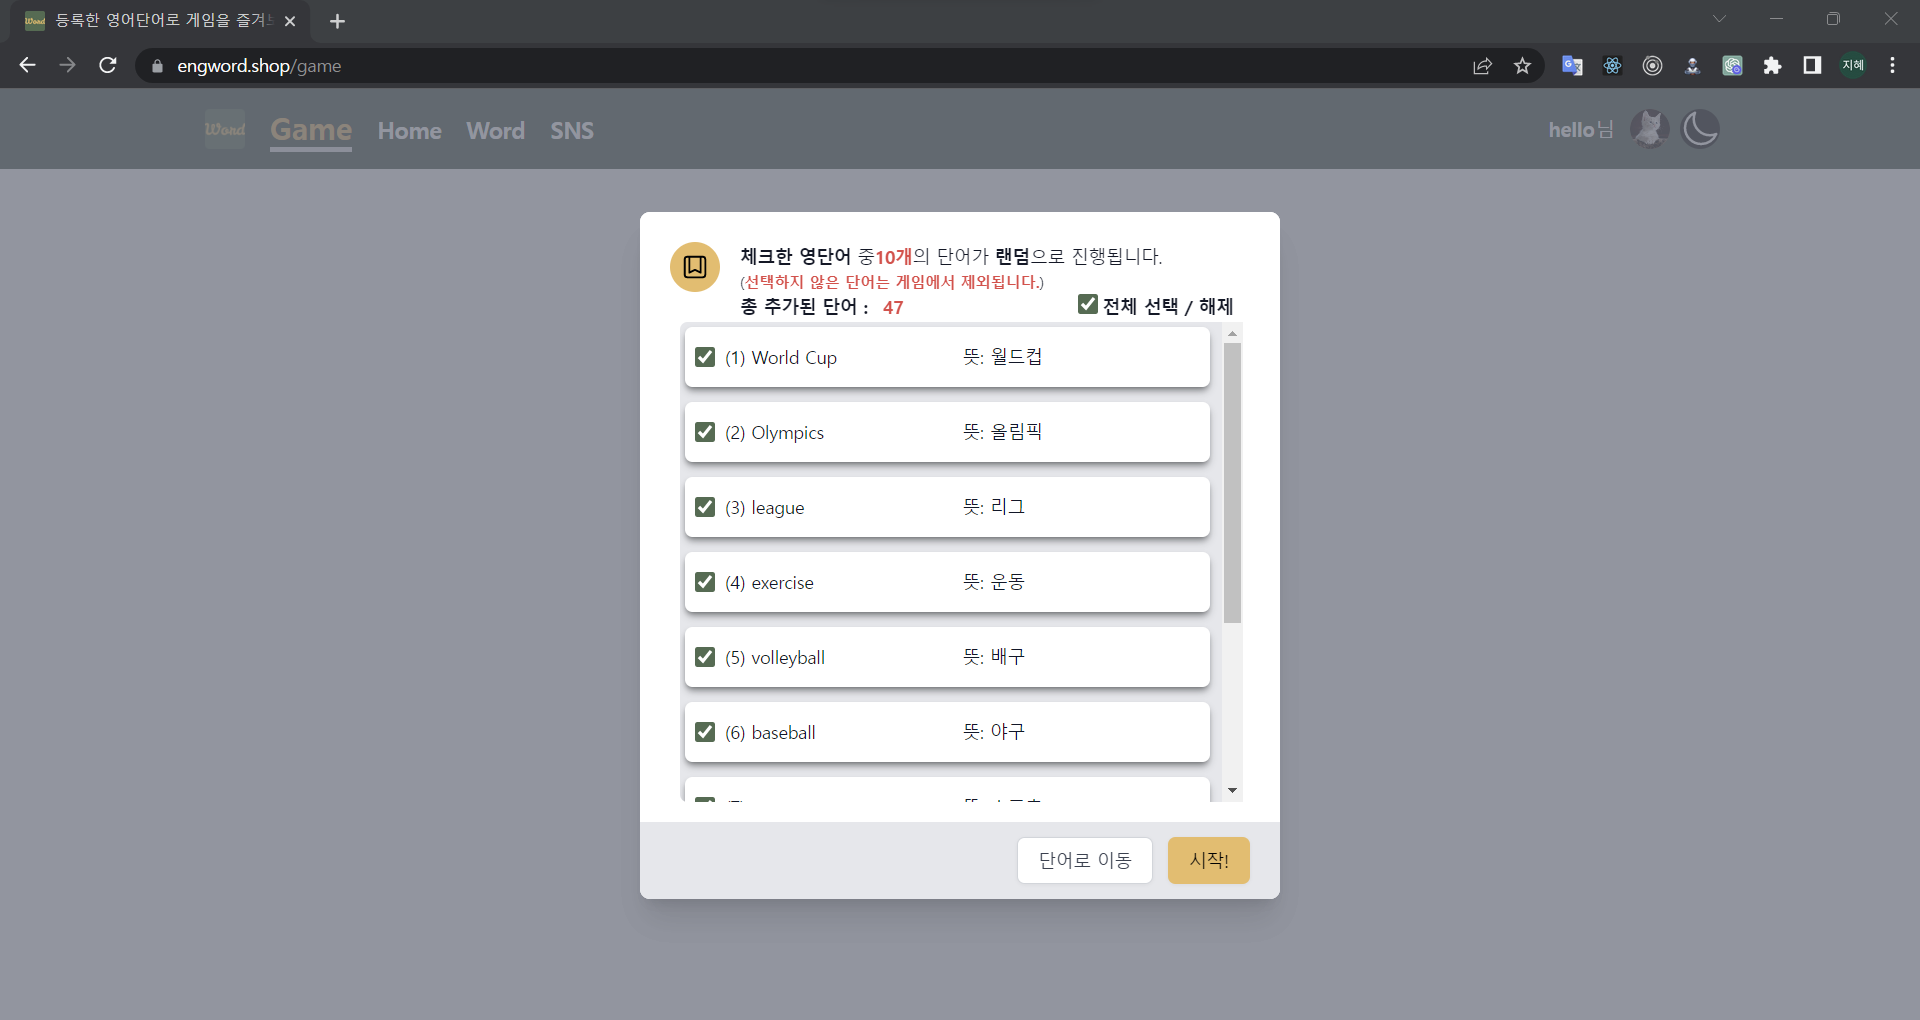 등록한 영어단어로 게임을 즐겨
engword.shop/game
지혜
Word Game Home Word SNS hello님
체크한 영단어 중10개의 단어가 랜덤으로 진행됩니다.
(선택하지 않은 단어는 게임에서 제외됩니다.)
총 추가된 단어 : 47 전체 선택 / 해제
(1) World Cup 뜻: 월드컵
(2) Olympics 뜻: 올림픽
(3) league 뜻: 리그
(4) exercise 뜻: 운동
(5) volleyball 뜻: 배구
(6) baseball 뜻: 야구
단어로 이동 시작!